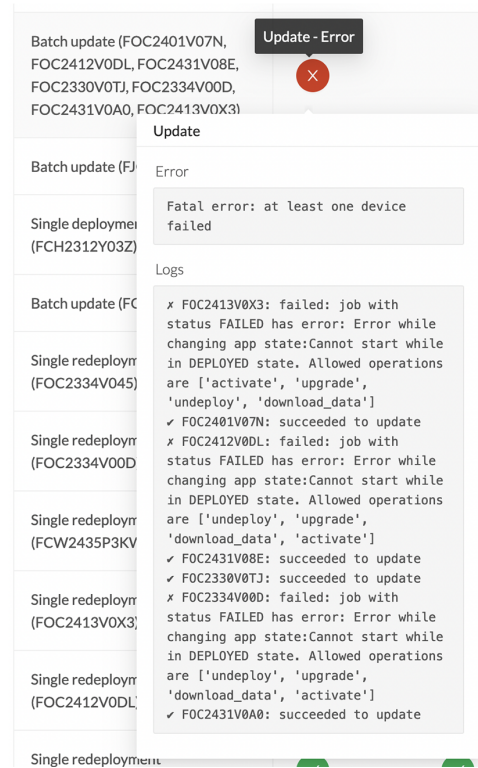 Batch update (FOC2401V07N,
FOC2412V0DL, FOC2431V08E,
FOC2330V0TJ, FOC2334V00D,
FOC2431V0A0, FOC2413V0X3)
Update - Error
X
Batch update (FJ
Single deploymen
(FCH2312Y03Z)
Batch update (FC
Single redeploym
(FOC2334V045)
Single redeploym
(FOC2334V00D
Single redeploym
(FCW2435P3KV
Single redeploym
(FOC2413V0X3)
Single redeploym
(FOC2412V0DL)
Single redeployment
Update
Error
Fatal error: at least one device
failed
Logs
✗ FOC2413V0X3: failed: job with
status FAILED has error: Error while
changing app state:Cannot start while
in DEPLOYED state. Allowed operations
are ['activate', 'upgrade',
'undeploy', 'download_data']
✔ FOC2401V07N: succeeded to update
✗ FOC2412V0DL: failed: job with
status FAILED has error: Error while
changing app state:Cannot start while
in DEPLOYED state. Allowed operations
are ['undeploy', 'upgrade',
'download_data', 'activate']
✔ FOC2431V08E: succeeded to update
✔ FOC2330V0TJ: succeeded to update
✗ FOC2334V00D: failed: job with
status FAILED has error: Error while
changing app state:Cannot start while
in DEPLOYED state. Allowed operations
are ['undeploy', 'upgrade',
'download_data', 'activate']
✔ FOC2431V0A0: succeeded to update